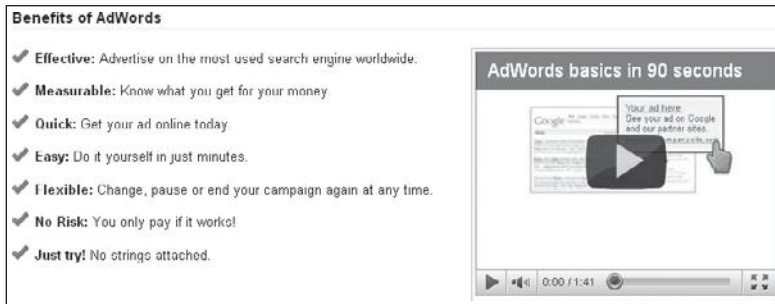 Benefits of AdWords
Effective: Advertise on the most used search engine worldwide.
Measurable: Know what you get for your money
Quick: Get your ad online today
Easy: Do it yourself in just minutes.
Flexible: Change, pause or end your campaign again at any time.
No Risk: You only pay if it works!
Just try! No strings attached.
AdWords basics in 90 seconds
Google
Your ad here
See your ad on Google
and our partner sites.
0:00 / 1:41